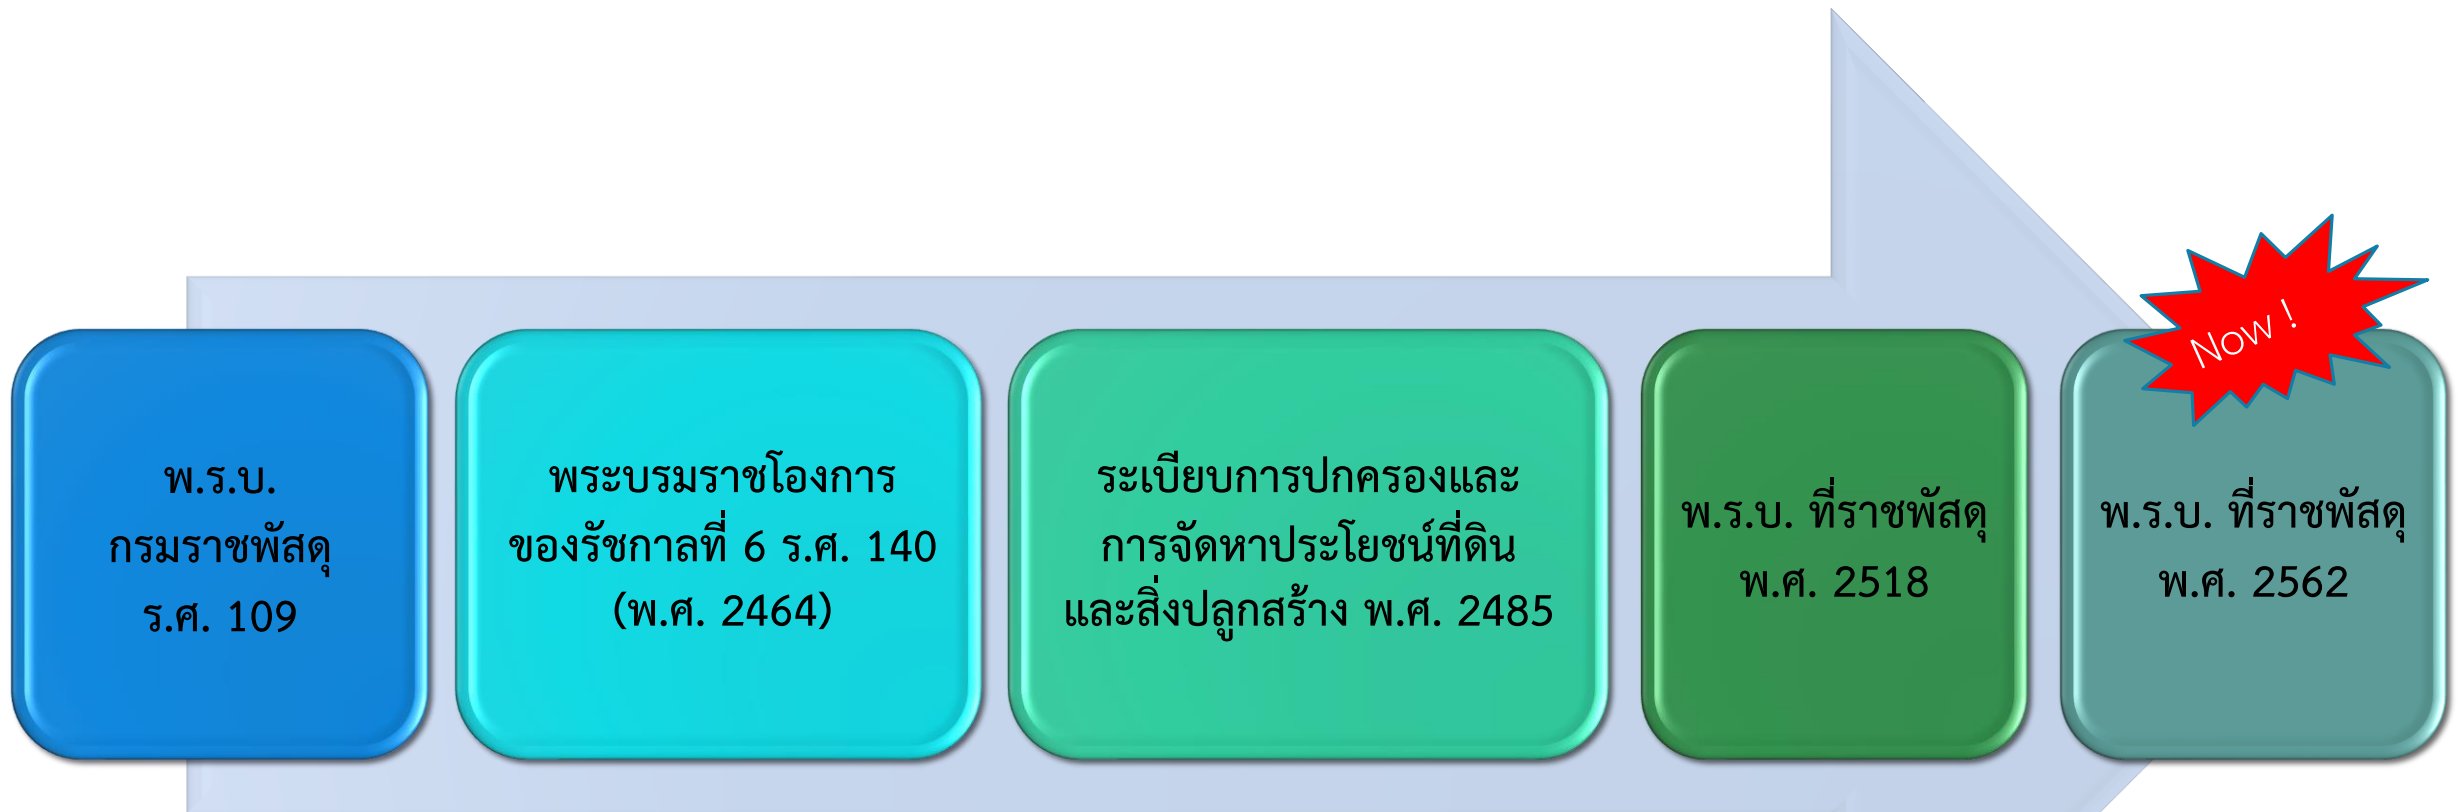 พ.ร.บ.
กรมราชพัสดุ
ร.ศ. 109
พระบรมราชโองการ
ของรัชกาลที่ 6 ร.ศ. 140
(พ.ศ. 2464)
ระเบียบการปกครองและ
การจัดหาประโยชน์ที่ดิน
และสิ่งปลูกสร้าง พ.ศ. 2485
พ.ร.บ. ที่ราชพัสดุ
พ.ศ. 2518
Now !
พ.ร.บ. ที่ราชพัสดุ
พ.ศ. 2562